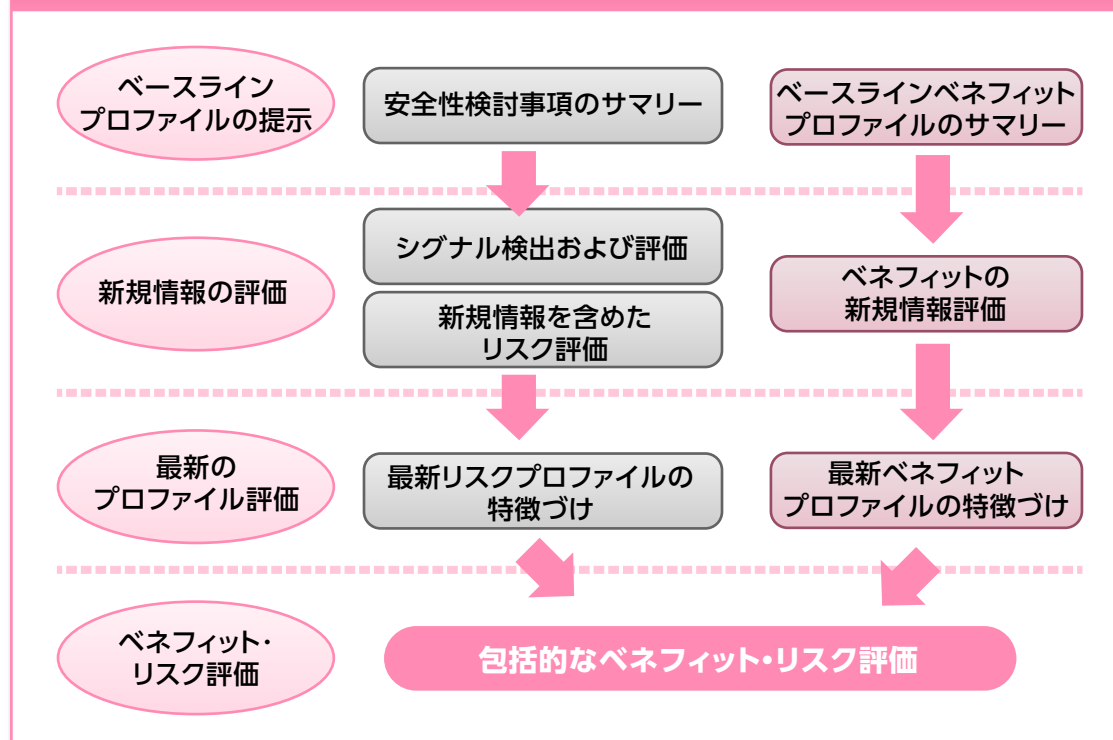 ベースライン
プロファイルの提示
安全性検討事項のサマリー
ベースラインベネフィット
プロファイルのサマリー
新規情報の評価
シグナル検出および評価
新規情報を含めた
リスク評価
ベネフィットの
新規情報評価
最新の
プロファイル評価
最新リスクプロファイルの
特徴づけ
最新ベネフィット
プロファイルの特徴づけ
ベネフィット・
リスク評価
包括的なベネフィット・リスク評価